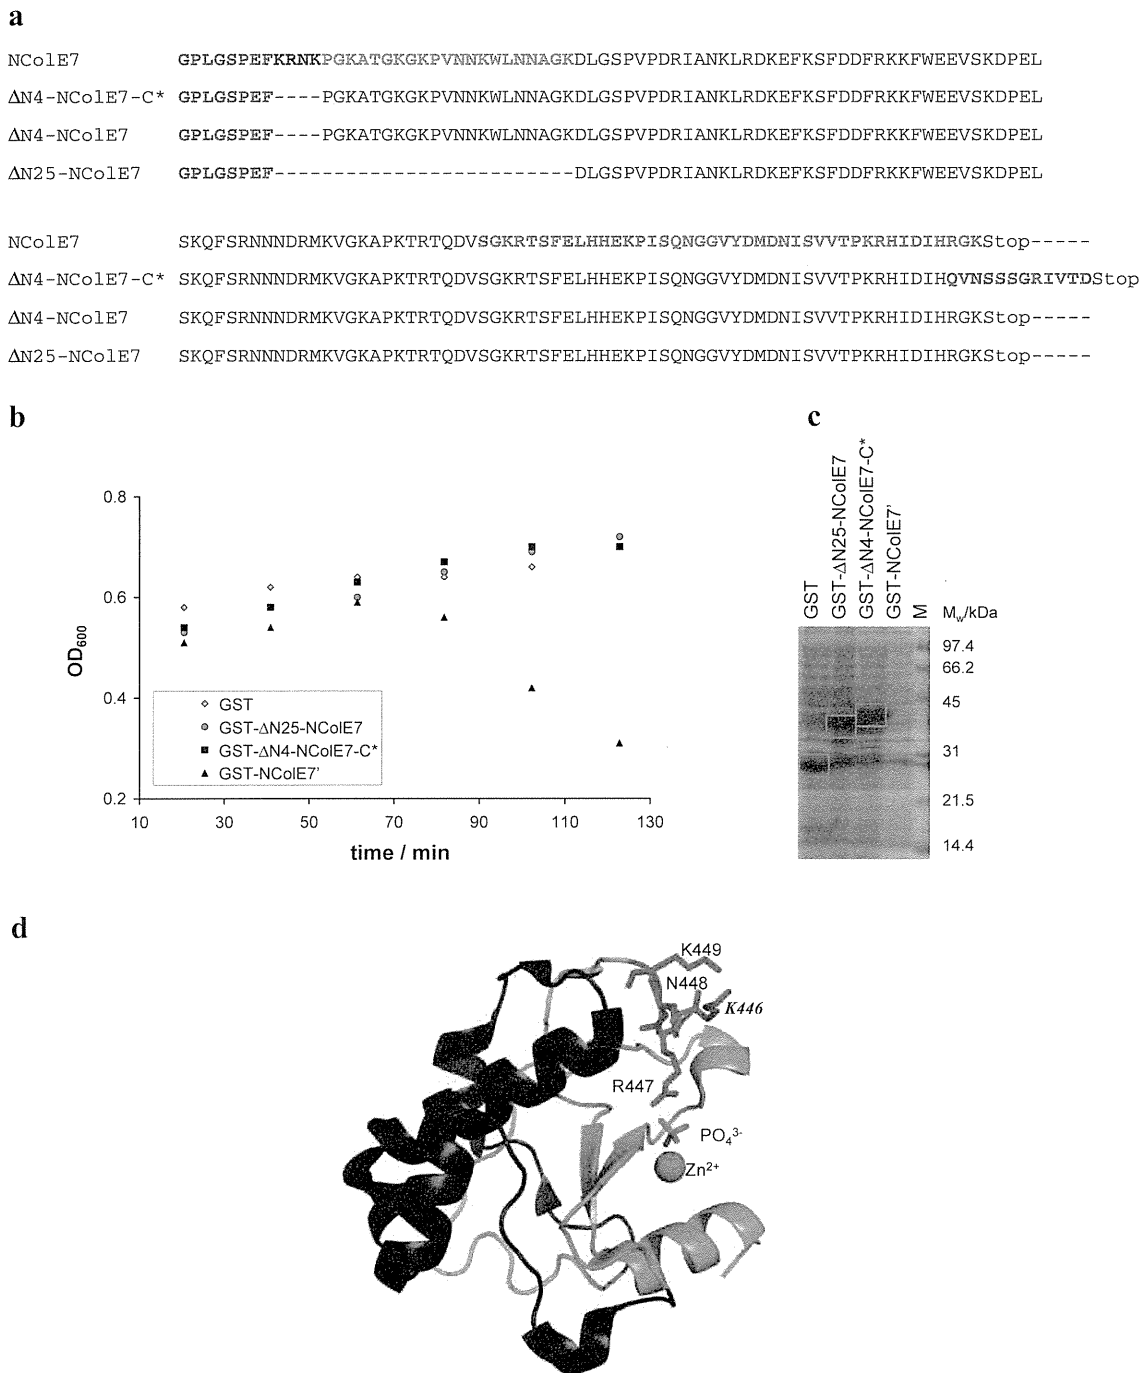 a
NColE7 GPLGSPEFKRNKPGKATGKGKPVNNKWLNNAGKDLGSPVPDRIANKLRDKEFKSFDDFRKKFWEEVSKDPEL
ΔN4-NColE7-C* GPLGSPEF----PGKATGKGKPVNNKWLNNAGKDLGSPVPDRIANKLRDKEFKSFDDFRKKFWEEVSKDPEL
ΔN4-NColE7 GPLGSPEF----PGKATGKGKPVNNKWLNNAGKDLGSPVPDRIANKLRDKEFKSFDDFRKKFWEEVSKDPEL
ΔN25-NColE7 GPLGSPEF-------------------------DLGSPVPDRIANKLRDKEFKSFDDFRKKFWEEVSKDPEL
NColE7 SKQFSRNNNDRMKVGKAPKTRTQDVSGKRTSFELHHEKPISQNGGVYDMDNISVVTPKRHIDIHRGKStop-----
ΔN4-NColE7-C* SKQFSRNNNDRMKVGKAPKTRTQDVSGKRTSFELHHEKPISQNGGVYDMDNISVVTPKRHIDIHQVNSSSGRIVTDStop
ΔN4-NColE7 SKQFSRNNNDRMKVGKAPKTRTQDVSGKRTSFELHHEKPISQNGGVYDMDNISVVTPKRHIDIHRGKStop-----
ΔN25-NColE7 SKQFSRNNNDRMKVGKAPKTRTQDVSGKRTSFELHHEKPISQNGGVYDMDNISVVTPKRHIDIHRGKStop-----
b
OD600
0.8
0.6
0.4
0.2
GST
GST-ΔN25-NColE7
GST-ΔN4-NColE7-C*
GST-NColE7'
10 30 50 70 90 110 130
time / min
c
GST
GST-ΔN25-NColE7
GST-ΔN4-NColE7-C*
GST-NColE7'
M
Mw/kDa
97.4
66.2
45
31
21.5
14.4
d
K449
N448
K446
R447
PO₄³⁻
Zn²⁺